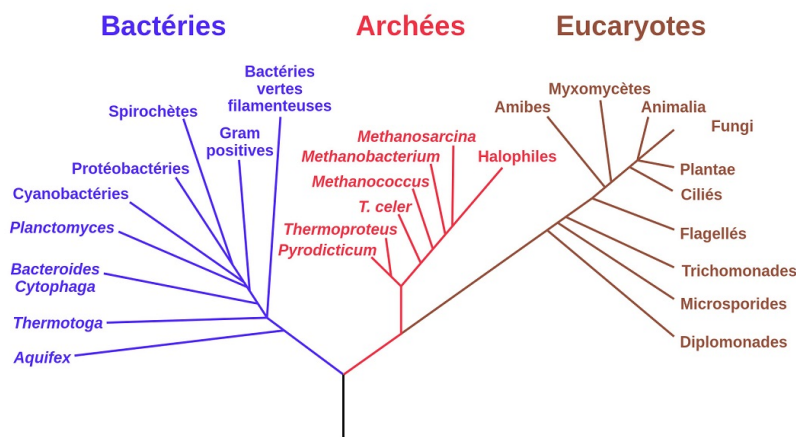 Bactéries
Archées
Eucaryotes
Bactéries
vertes
filamenteuses
Spirochètes
Gram
positives
Protéobactéries
Cyanobactéries
Planctomyces
Bacteroides
Cytophaga
Thermotoga
Aquifex
Methanosarcina
Methanobacterium
Halophiles
Methanococcus
T. celer
Thermoproteus
Pyrodicticum
Myxomycètes
Amibes
Animalia
Fungi
Plantae
Ciliés
Flagellés
Trichomonades
Microsporides
Diplomonades